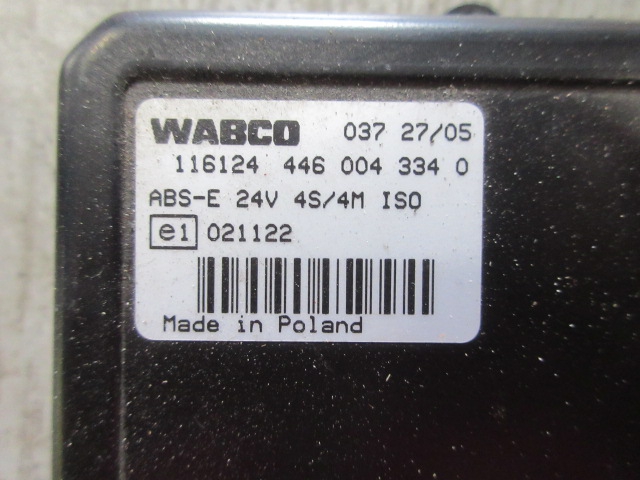 WABCO 037 27/05
116124 446 004 334 0
ABS-E 24V 4S/4M ISO
e1 021122
Made in Poland